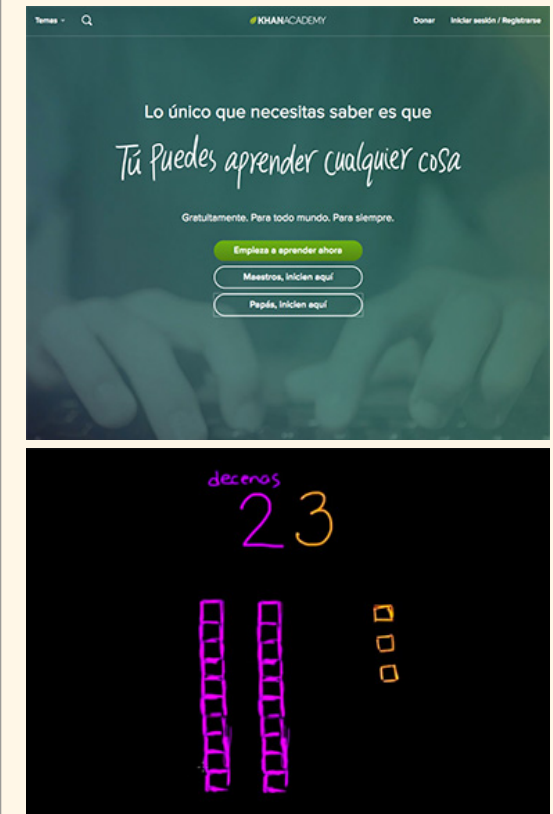 Temas
KHANACADEMY
Donar
Iniciar sesión / Registrarse
Lo único que necesitas saber es que
Tú Puedes aprender cualquier cosa
Gratuitamente. Para todo mundo. Para siempre.
Empieza a aprender ahora
Maestros, inicien aquí
Papás, inicien aquí
decenas
23